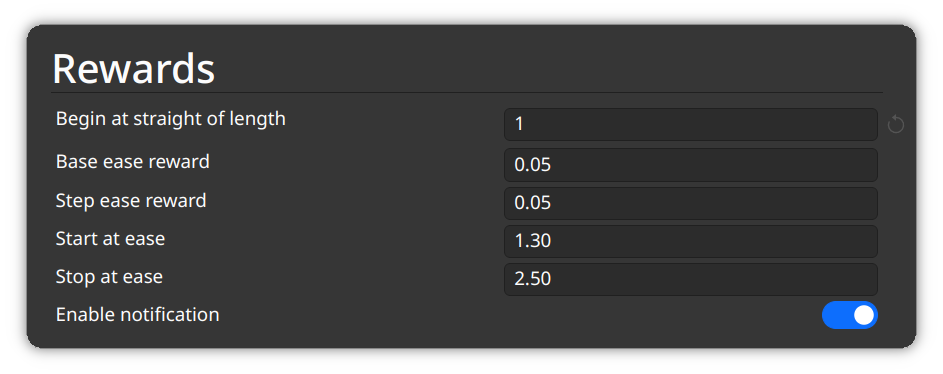 Rewards
Begin at straight of length 1
Base ease reward 0.05
Step ease reward 0.05
Start at ease 1.30
Stop at ease 2.50
Enable notification